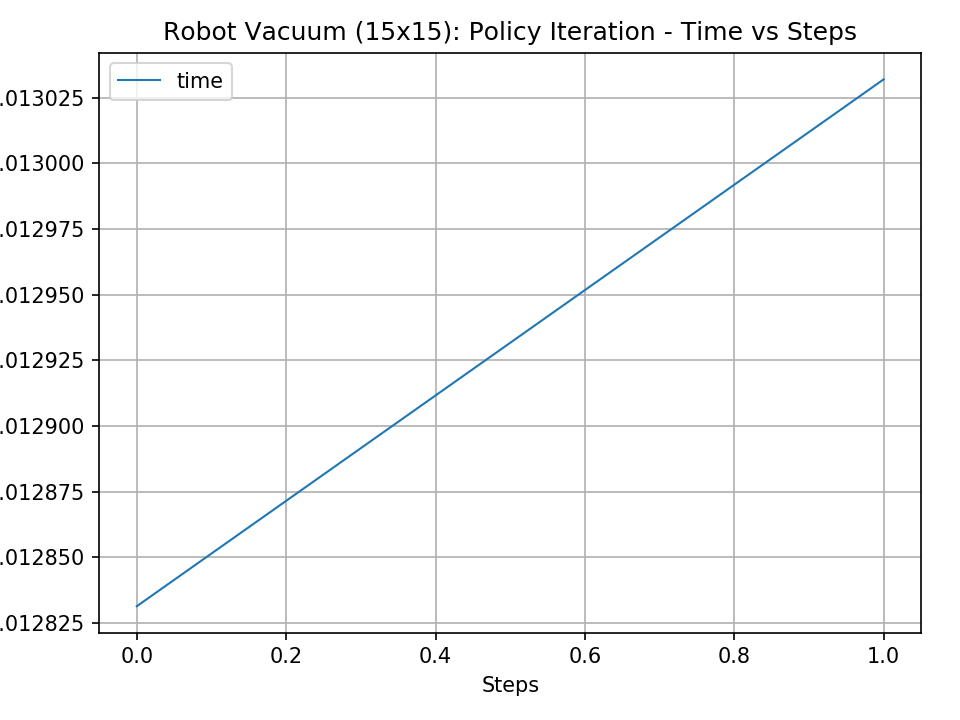 Robot Vacuum (15x15): Policy Iteration - Time vs Steps
time
.013025
.013000
.012975
.012950
.012925
.012900
.012875
.012850
.012825
0.0 0.2 0.4 0.6 0.8 1.0
Steps